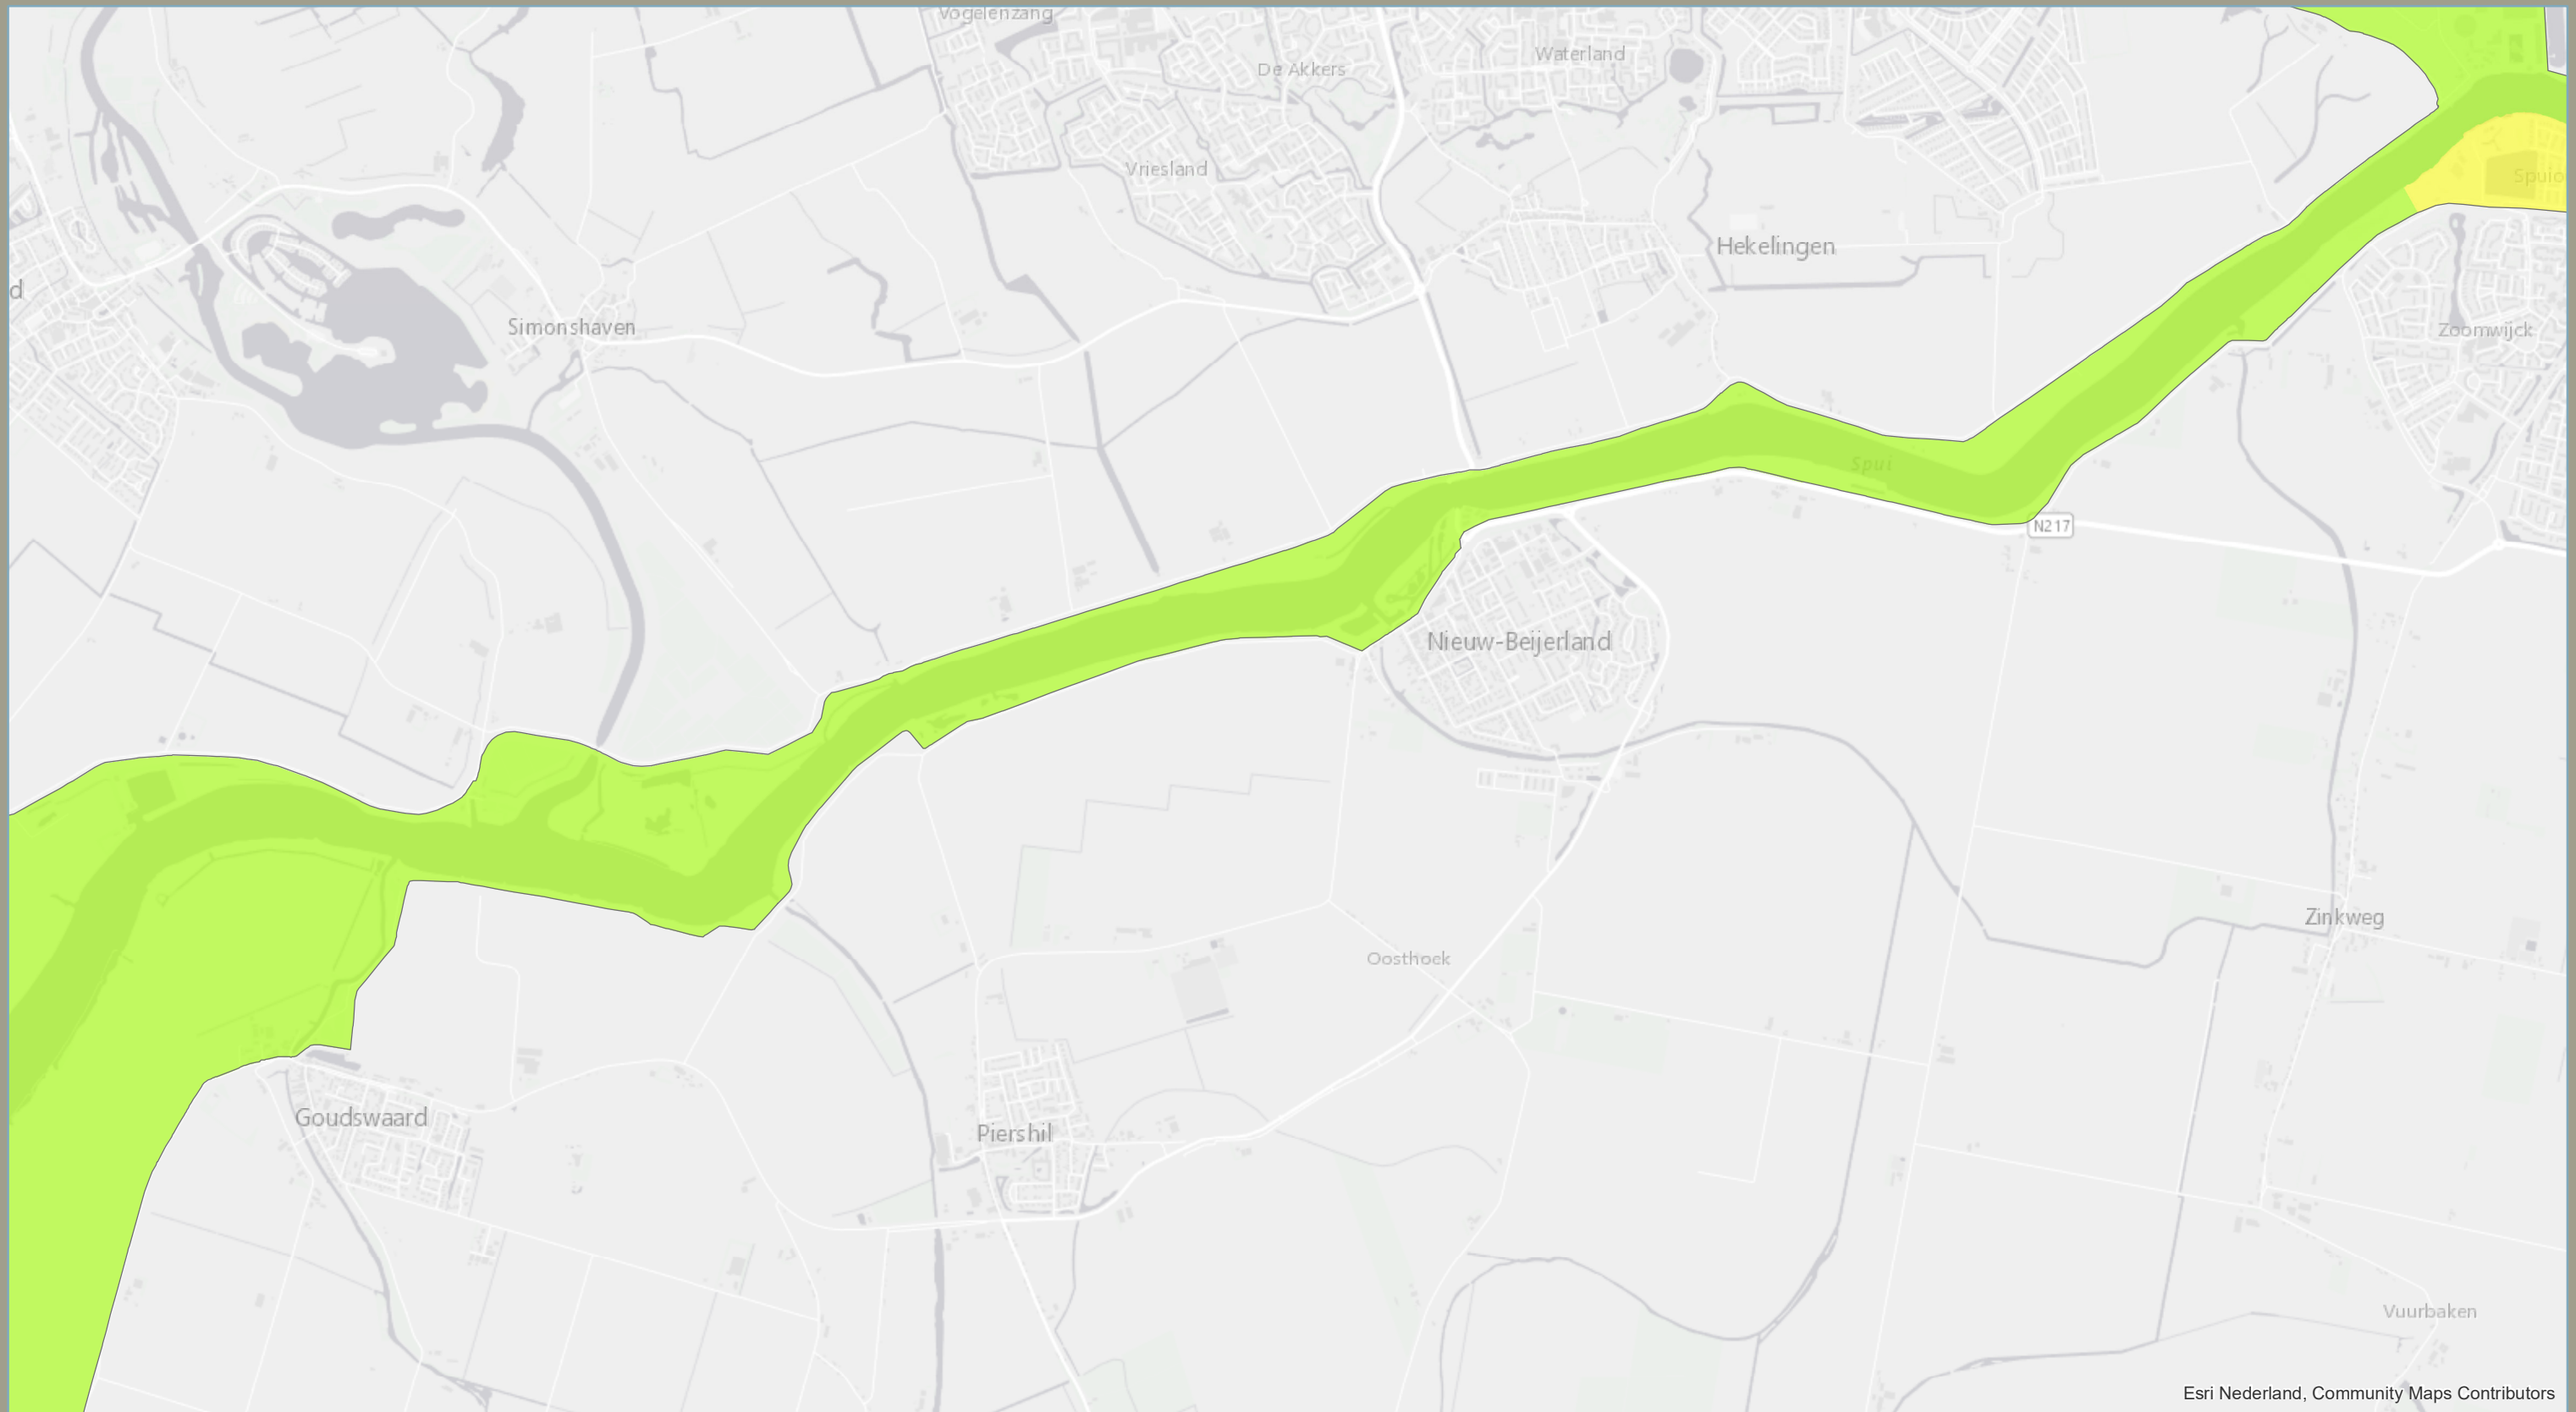 Vogelenzang
Waterland
De Akkers
Vriesland
Spuio
Hekelingen
d
Simonshaven
Zoomwijck
Spui
N217
Nieuw-Beijerland
Zinkweg
Oosthoek
Goudswaard
Piershil
Vuurbaken
Esri Nederland, Community Maps Contributors